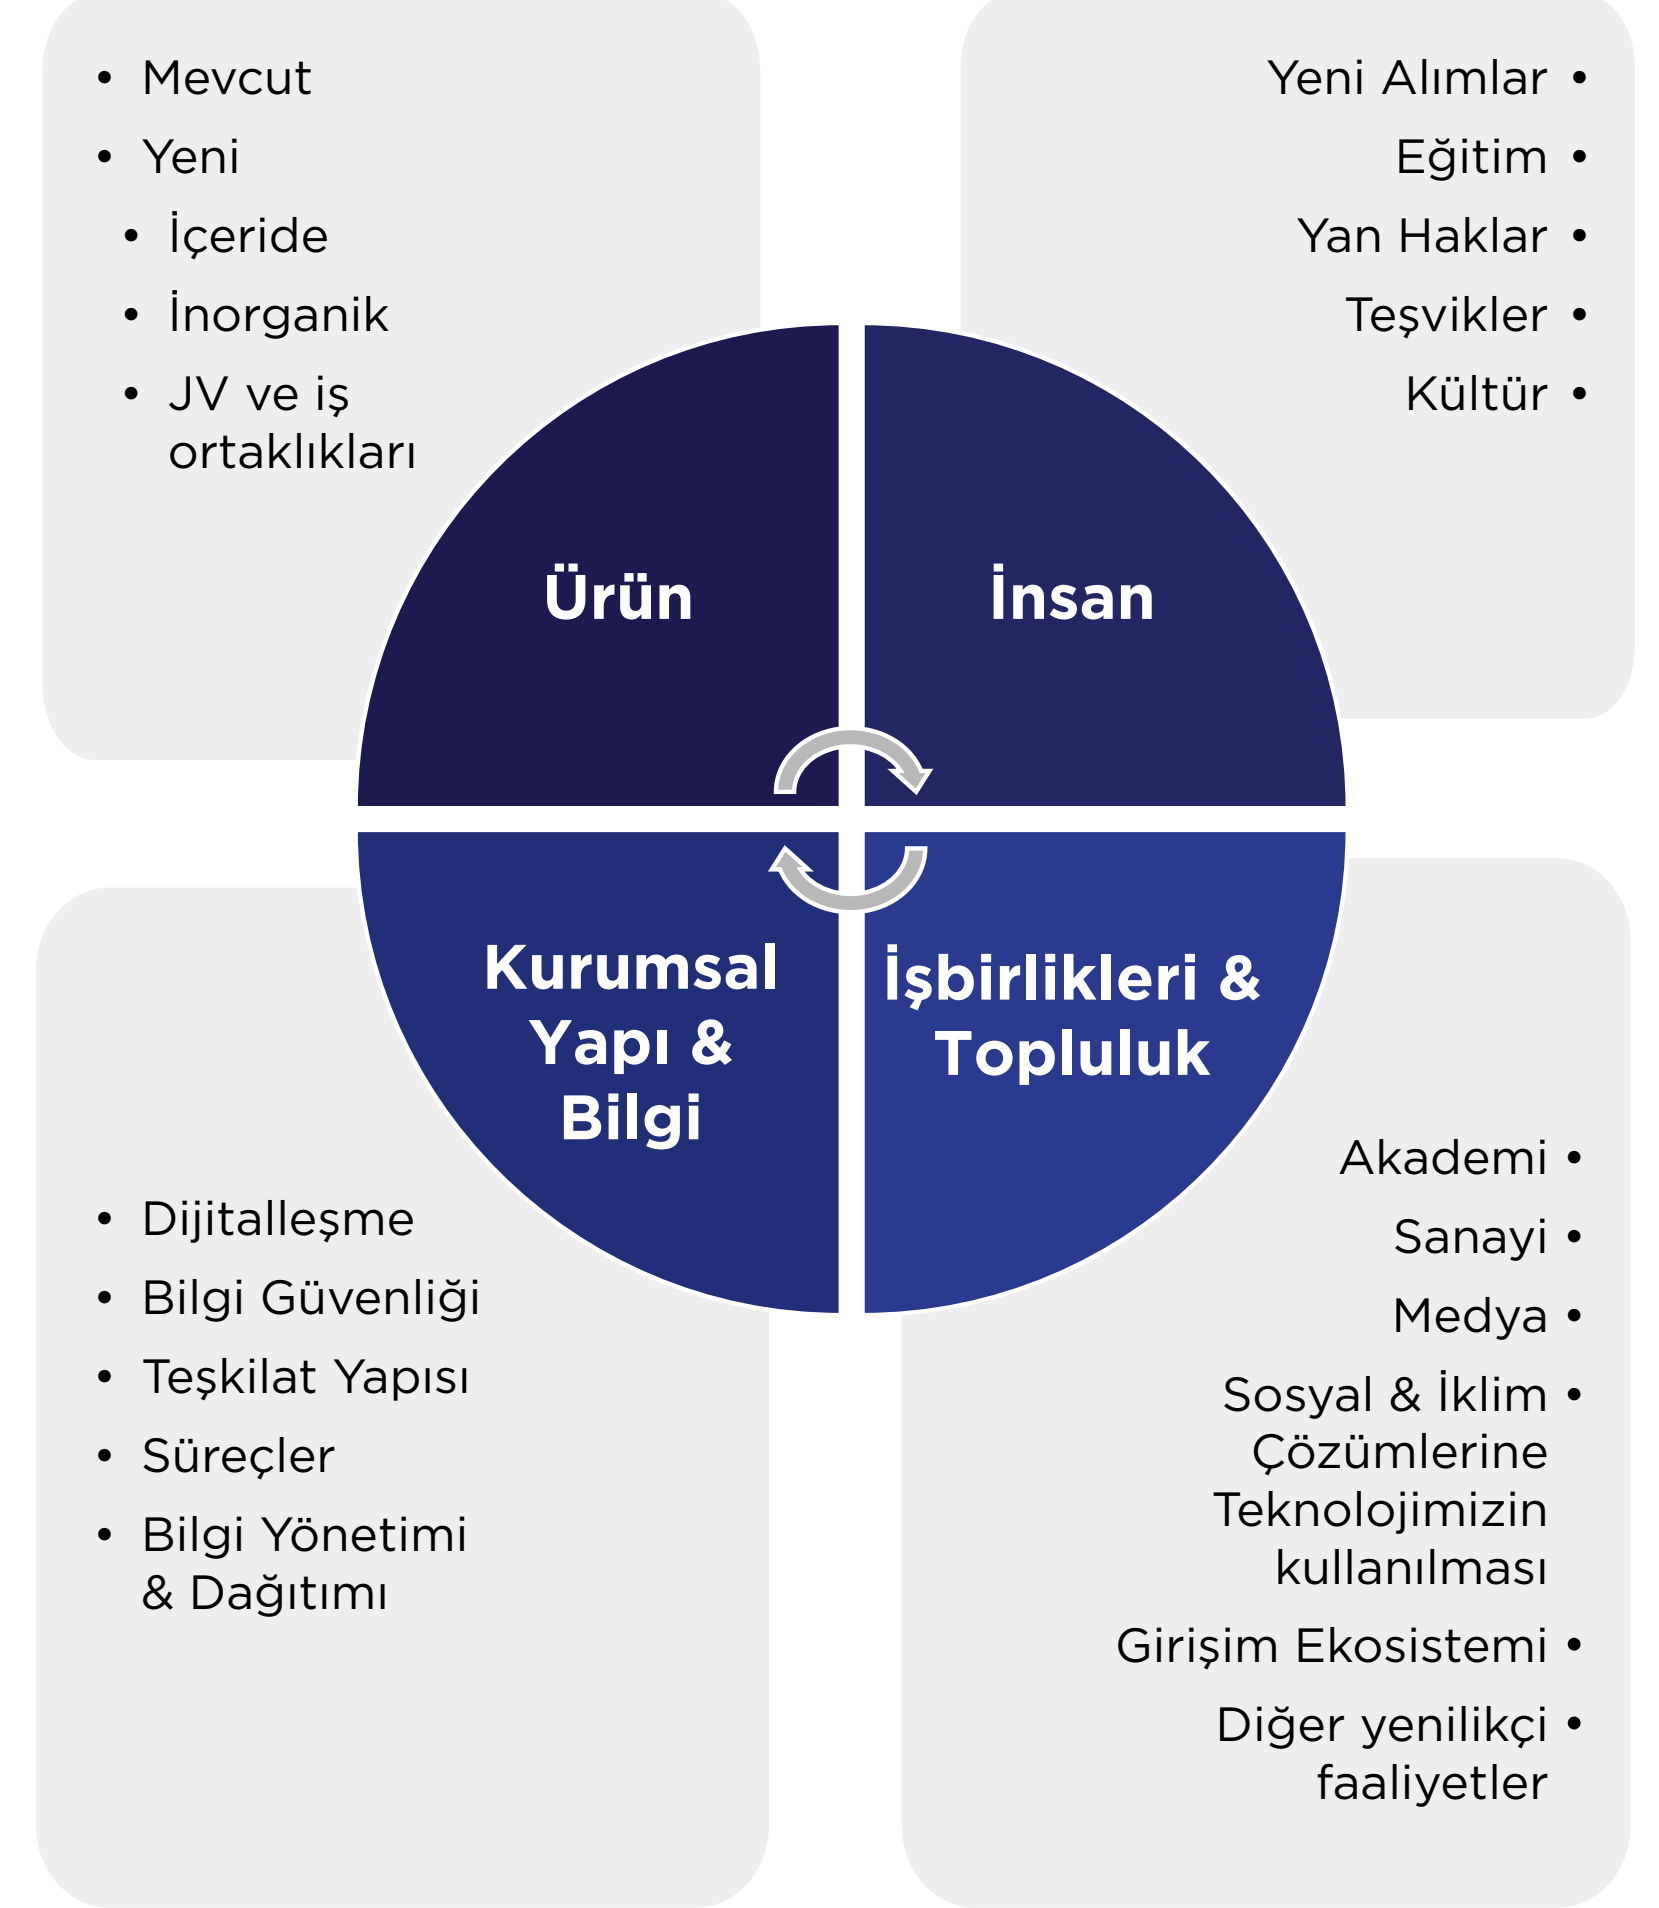 Mevcut
Yeni
İçeride
İnorganik
JV ve iş
ortaklıkları
Yeni Alımlar
Eğitim
Yan Haklar
Teşvikler
Kültür
Ürün
İnsan
Kurumsal
Yapı &
Bilgi
İşbirlikleri &
Topluluk
Dijitalleşme
Bilgi Güvenliği
Teşkilat Yapısı
Süreçler
Bilgi Yönetimi
& Dağıtımı
Akademi
Sanayi
Medya
Sosyal & İklim
Çözümlerine
Teknolojimizin
kullanılması
Girişim Ekosistemi
Diğer yenilikçi
faaliyetler